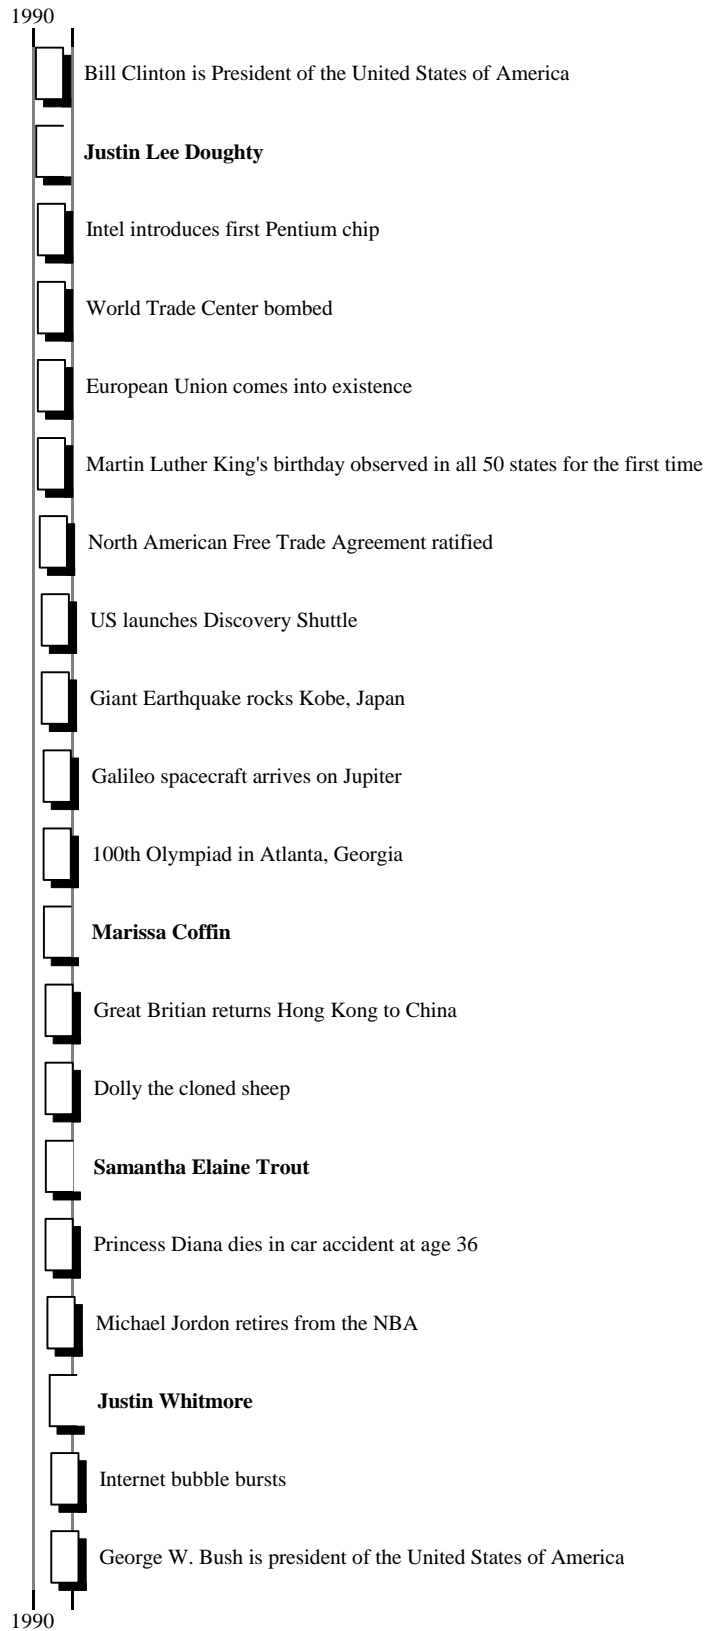 1990
Bill Clinton is President of the United States of America
Justin Lee Doughty
Intel introduces first Pentium chip
World Trade Center bombed
European Union comes into existence
Martin Luther King's birthday observed in all 50 states for the first time
North American Free Trade Agreement ratified
US launches Discovery Shuttle
Giant Earthquake rocks Kobe, Japan
Galileo spacecraft arrives on Jupiter
100th Olympiad in Atlanta, Georgia
Marissa Coffin
Great Britian returns Hong Kong to China
Dolly the cloned sheep
Samantha Elaine Trout
Princess Diana dies in car accident at age 36
Michael Jordon retires from the NBA
Justin Whitmore
Internet bubble bursts
George W. Bush is president of the United States of America
1990